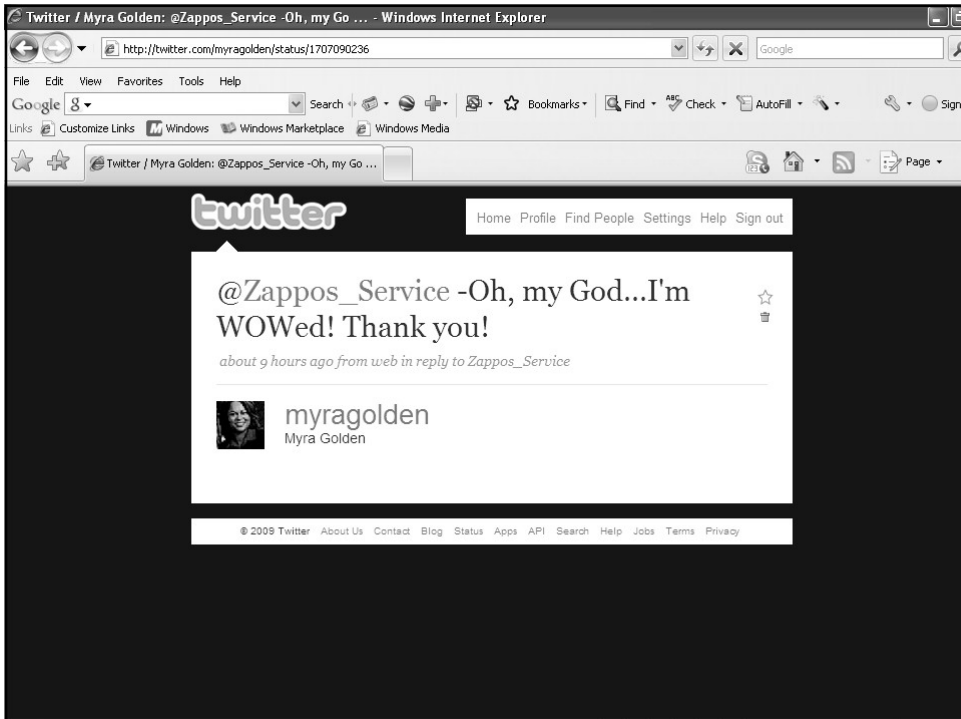 Twitter / Myra Golden: @Zappos_Service -Oh, my Go ... - Windows Internet Explorer
http://twitter.com/myragolden/status/1707090236
Google
File Edit View Favorites Tools Help
Google Search Bookmarks Find Check AutoFill Sign
Links Customize Links Windows Windows Marketplace Windows Media
Twitter / Myra Golden: @Zappos_Service -Oh, my Go ... Page
twitter
Home Profile Find People Settings Help Sign out
@Zappos_Service -Oh, my God...I'm
WOWed! Thank you!
about 9 hours ago from web in reply to Zappos_Service
myragolden
Myra Golden
© 2009 Twitter About Us Contact Blog Status Apps API Search Help Jobs Terms Privacy